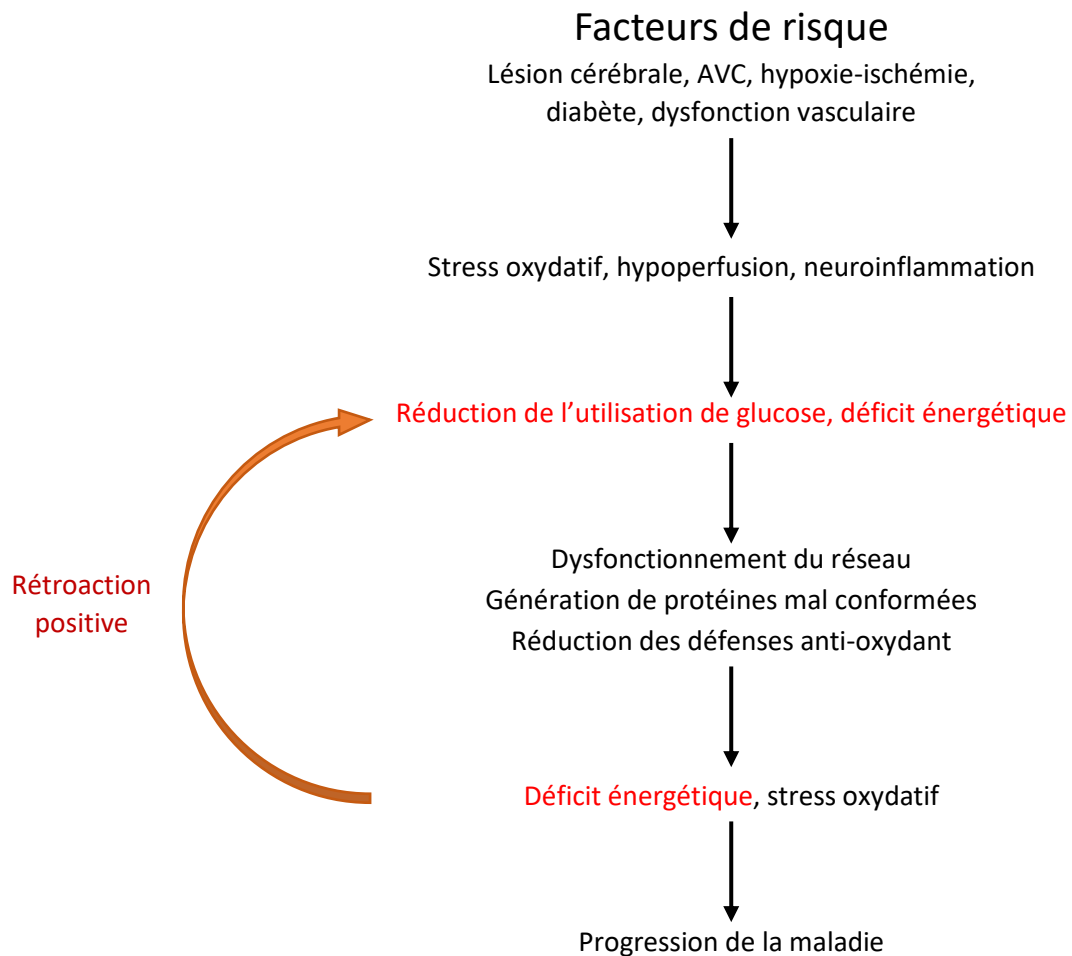 Facteurs de risque
Lésion cérébrale, AVC, hypoxie-ischémie,
diabète, dysfonction vasculaire
Stress oxydatif, hypoperfusion, neuroinflammation
Réduction de l’utilisation de glucose, déficit énergétique
Dysfonctionnement du réseau
Génération de protéines mal conformées
Réduction des défenses anti-oxydant
Rétroaction
positive
Déficit énergétique, stress oxydatif
Progression de la maladie